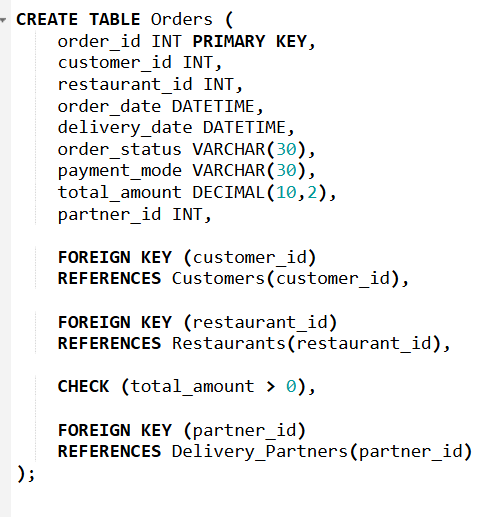 CREATE TABLE Orders (
order_id INT PRIMARY KEY,
customer_id INT,
restaurant_id INT,
order_date DATETIME,
delivery_date DATETIME,
order_status VARCHAR(30),
payment_mode VARCHAR(30),
total_amount DECIMAL(10,2),
partner_id INT,
FOREIGN KEY (customer_id)
REFERENCES Customers(customer_id),
FOREIGN KEY (restaurant_id)
REFERENCES Restaurants(restaurant_id),
CHECK (total_amount > 0),
FOREIGN KEY (partner_id)
REFERENCES Delivery_Partners(partner_id)
);